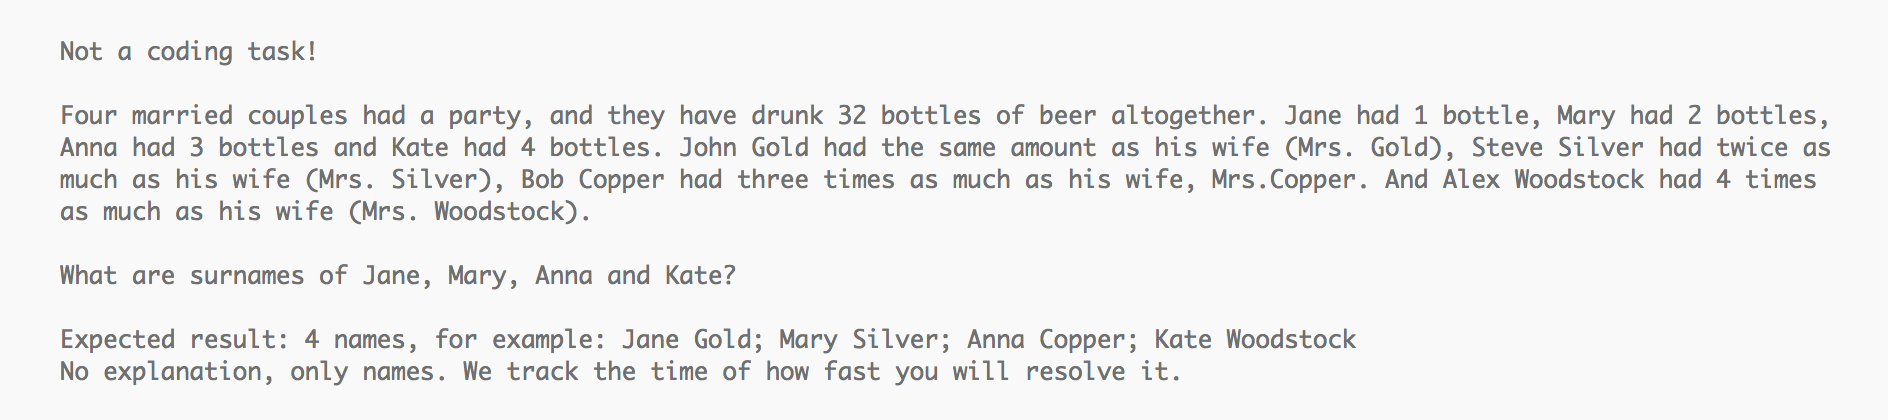 Not a coding task!
Four married couples had a party, and they have drunk 32 bottles of beer altogether. Jane had 1 bottle, Mary had 2 bottles,
Anna had 3 bottles and Kate had 4 bottles. John Gold had the same amount as his wife (Mrs. Gold), Steve Silver had twice as
much as his wife (Mrs. Silver), Bob Copper had three times as much as his wife, Mrs.Copper. And Alex Woodstock had 4 times
as much as his wife (Mrs. Woodstock).
What are surnames of Jane, Mary, Anna and Kate?
Expected result: 4 names, for example: Jane Gold; Mary Silver; Anna Copper; Kate Woodstock
No explanation, only names. We track the time of how fast you will resolve it.